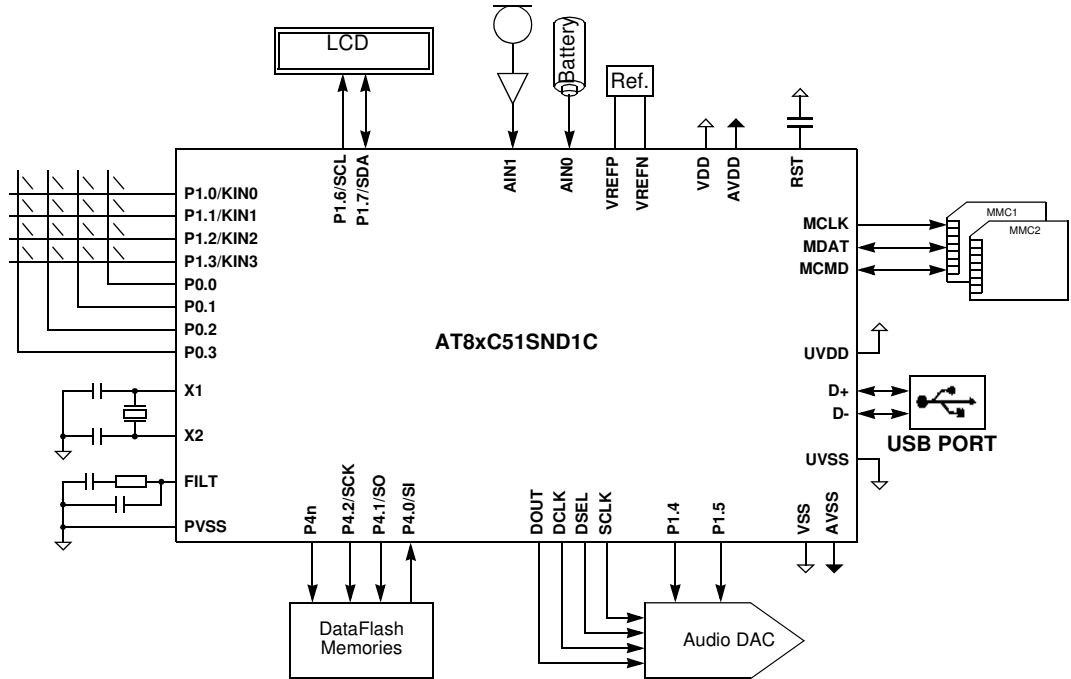 LCD
Battery
Ref.
P1.6/SCL
P1.7/SDA
AIN1
AIN0
VREFP
VREFN
VDD
AVDD
RST
P1.0/KIN0
P1.1/KIN1
P1.2/KIN2
P1.3/KIN3
P0.0
P0.1
P0.2
P0.3
X1
X2
FILT
PVSS
AT8xC51SND1C
MCLK
MDAT
MCMD
MMC1
MMC2
UVDD
D+
D-
USB PORT
UVSS
P4n
P4.2/SCK
P4.1/SO
P4.0/SI
DOUT
DCLK
DSEL
SCLK
P1.4
P1.5
VSS
AVSS
DataFlash
Memories
Audio DAC